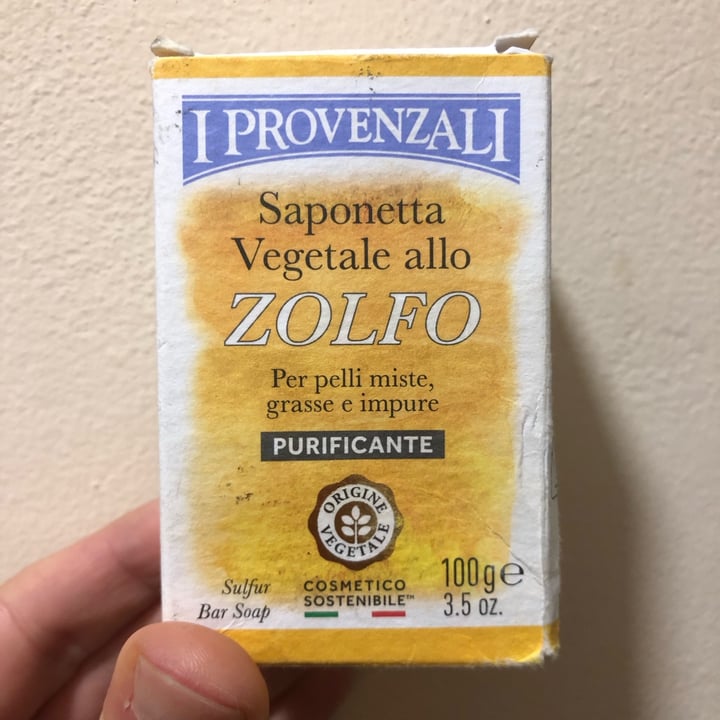 I PROVENZALI
Saponetta
Vegetale allo
ZOLFO
Per pelli miste,
grasse e impure
PURIFICANTE
ORIGINE
VEGETALE
Sulfur
Bar Soap
COSMETICO
SOSTENIBILE™
100g℮
3.5 oz.